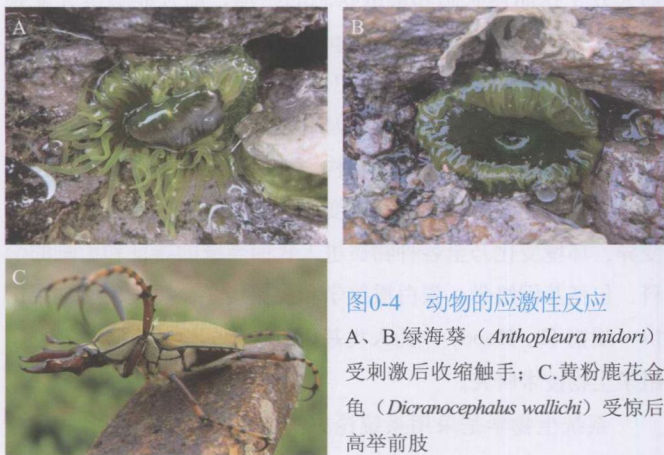 A
B
C
图0-4 动物的应激性反应
A、B.绿海葵（Anthopleura midori）
受刺激后收缩触手；C.黄粉鹿花金
龟（Dicranocephalus wallichi）受惊后
高举前肢